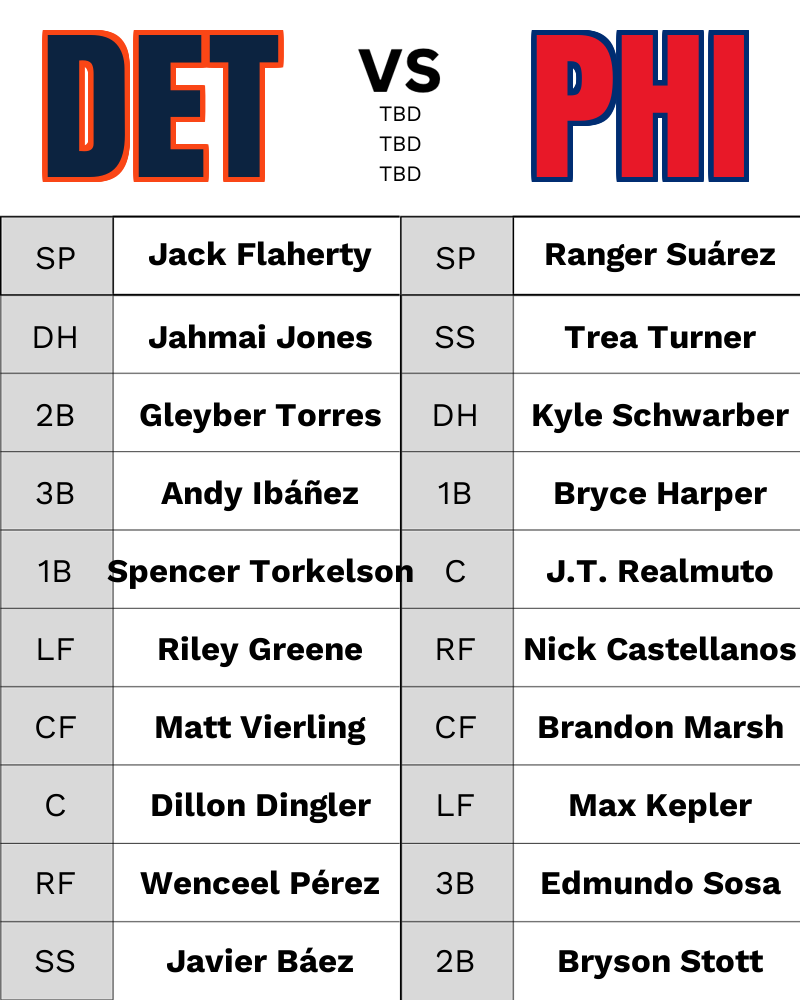 DET VS PHI
TBD
TBD
TBD
SP Jack Flaherty SP Ranger Suárez
DH Jahmai Jones SS Trea Turner
2B Gleyber Torres DH Kyle Schwarber
3B Andy Ibáñez 1B Bryce Harper
1B Spencer Torkelson C J.T. Realmuto
LF Riley Greene RF Nick Castellanos
CF Matt Vierling CF Brandon Marsh
C Dillon Dingler LF Max Kepler
RF Wenceel Pérez 3B Edmundo Sosa
SS Javier Báez 2B Bryson Stott